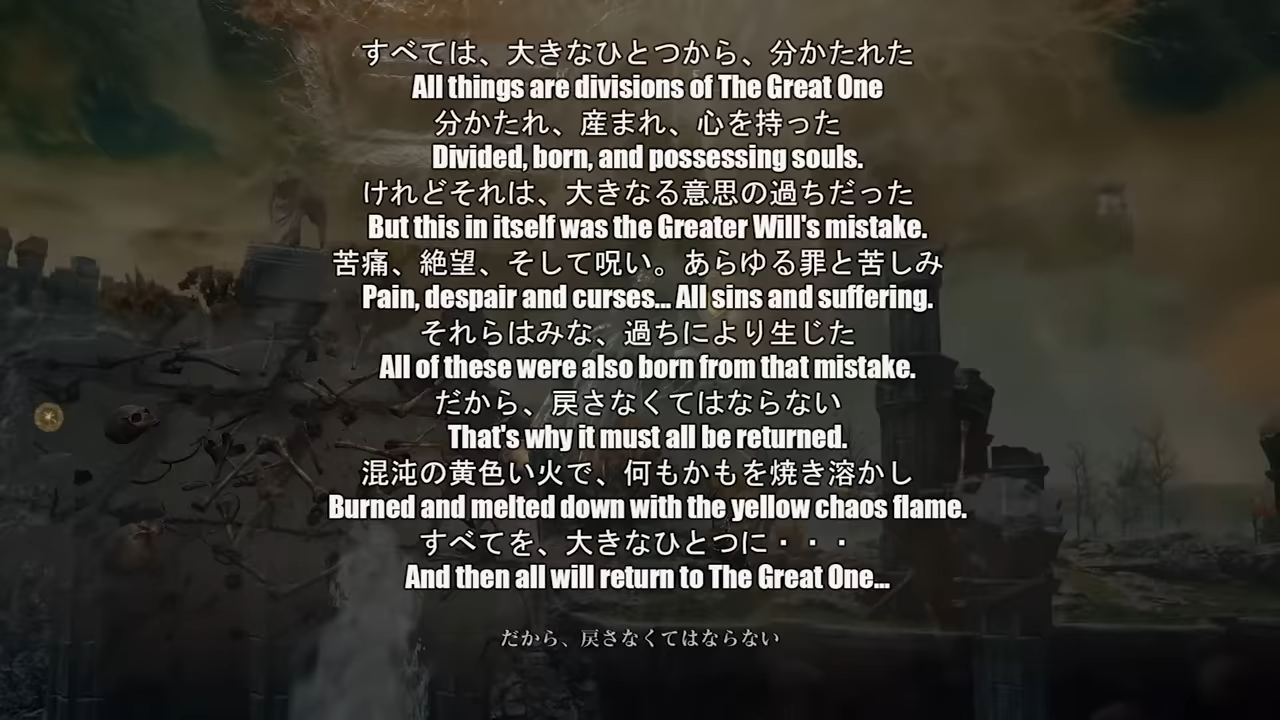 すべては、大きなひとつから、分かたれた
All things are divisions of The Great One
分かたれ、産まれ、心を持った
Divided, born, and possessing souls.
けれどそれは、大きなる意思の過ちだった
But this in itself was the Greater Will's mistake.
苦痛、絶望、そして呪い。あらゆる罪と苦しみ
Pain, despair and curses... All sins and suffering.
それらはみな、過ちにより生じた
All of these were also born from that mistake.
だから、戻さなくてはならない
That's why it must all be returned.
混沌の黄色い火で、何もかもを焼き溶かし
Burned and melted down with the yellow chaos flame.
すべてを、大きなひとつに・・・
And then all will return to The Great One...
だから、戻さなくてはならない